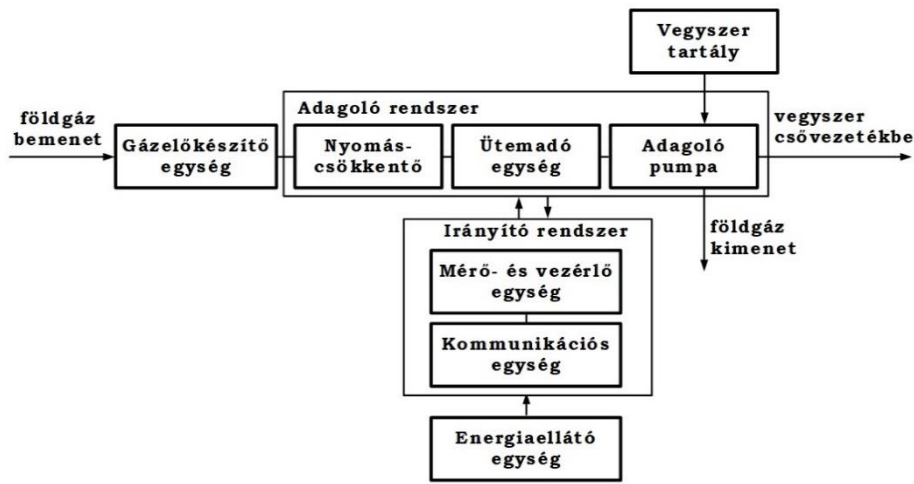 Vegyszer
tartály
Adagoló rendszer
földgáz
bemenet
Gázelőkészítő
egység
Nyomás-
csökkentő
Ütemadó
egység
Adagoló
pumpa
vegyszer
csővezetékbe
földgáz
kimenet
Irányító rendszer
Mérő- és vezérlő
egység
Kommunikációs
egység
Energiaellátó
egység